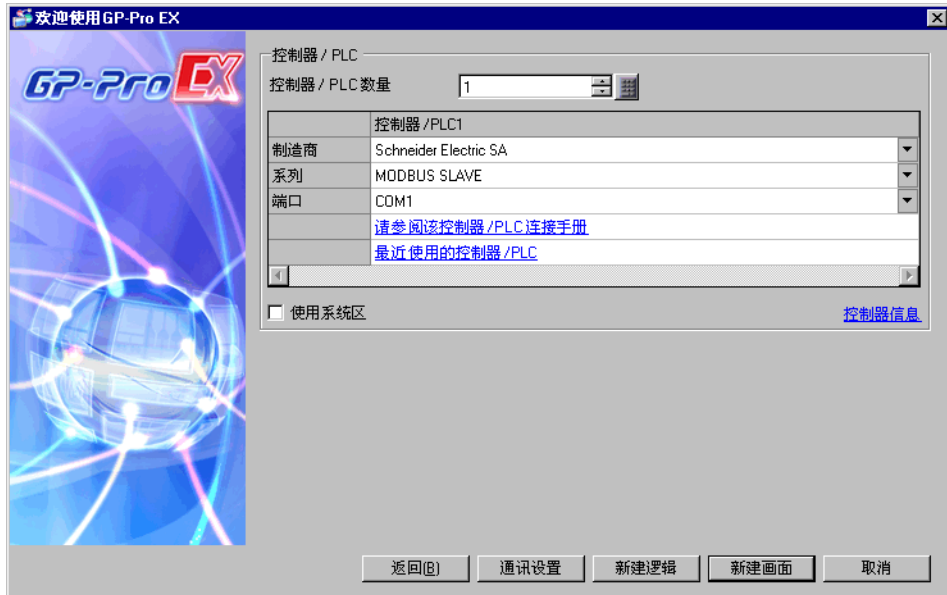 欢迎使用GP-Pro EX
GP-Pro EX
控制器 / PLC
控制器 / PLC 数量 1
控制器 /PLC1
制造商 Schneider Electric SA
系列 MODBUS SLAVE
端口 COM1
请参阅该控制器 /PLC 连接手册
最近使用的控制器 /PLC
使用系统区 控制器信息
返回(B) 通讯设置 新建逻辑 新建画面 取消